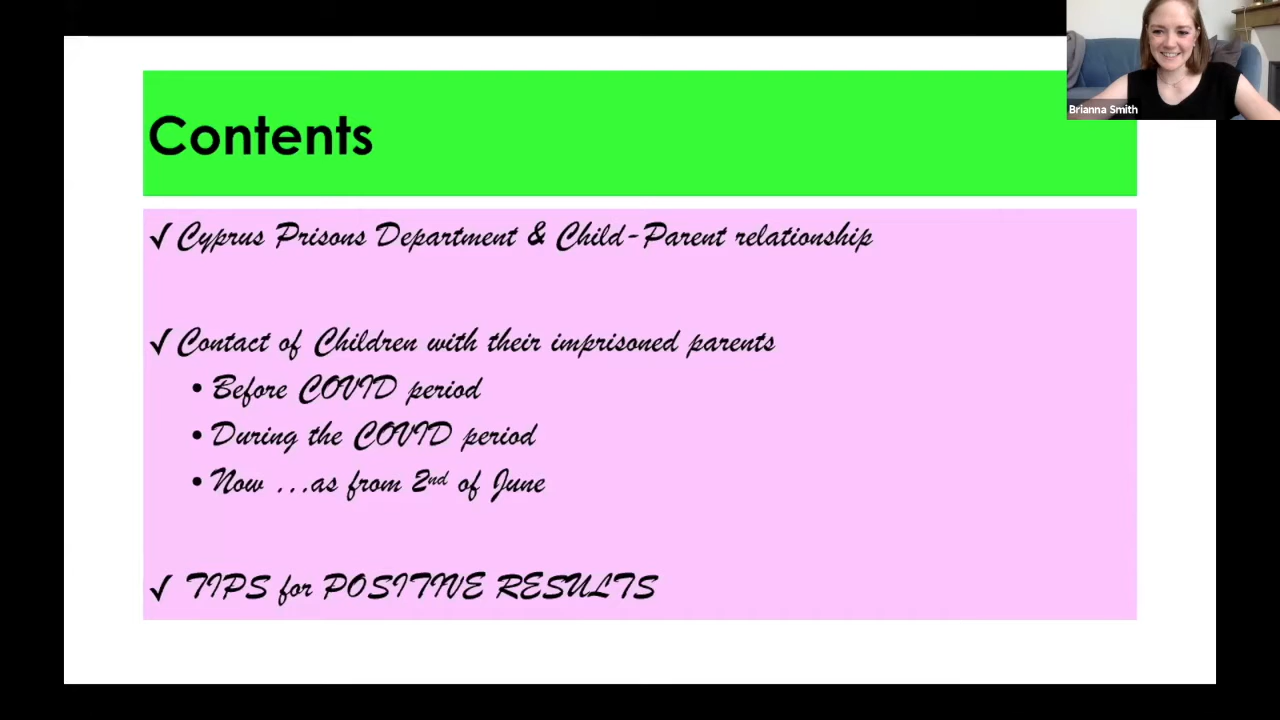 Contents
Brianna Smith
✓ Cyprus Prisons Department & Child-Parent relationship
✓ Contact of Children with their imprisoned parents
• Before COVID period
• During the COVID period
• Now ...as from 2nd of June
✓ TIPS for POSITIVE RESULTS